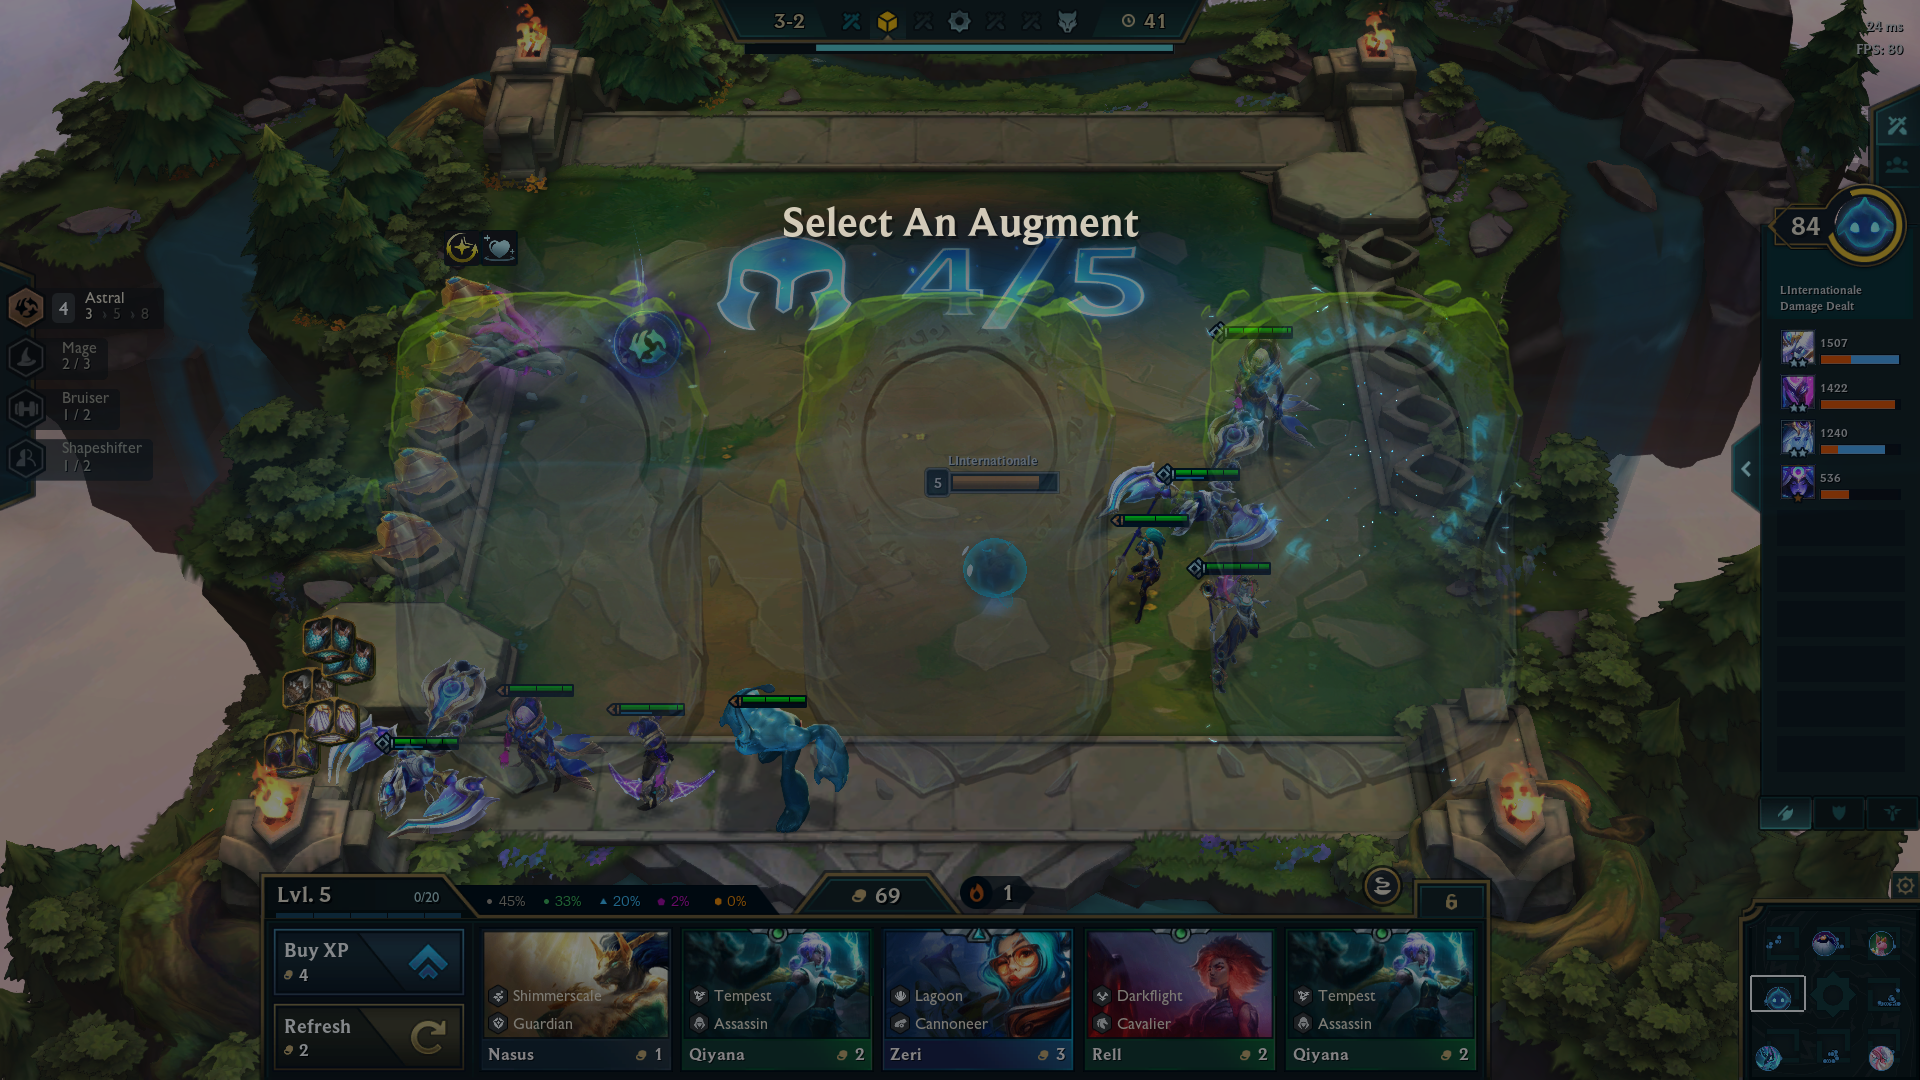 3-2
41
24 ms
FPS: 80
Select An Augment
4/5
84
LInternationale
Damage Dealt
1507
1422
1240
536
4
Astral
3 › 5 › 8
Mage
2 / 3
Bruiser
1 / 2
Shapeshifter
1 / 2
LInternationale
5
Lvl. 5
0/20
45%
33%
20%
2%
0%
69
1
6
Buy XP
4
Refresh
2
Shimmerscale
Guardian
Nasus
1
Tempest
Assassin
Qiyana
2
Lagoon
Cannoneer
Zeri
3
Darkflight
Cavalier
Rell
2
Tempest
Assassin
Qiyana
2